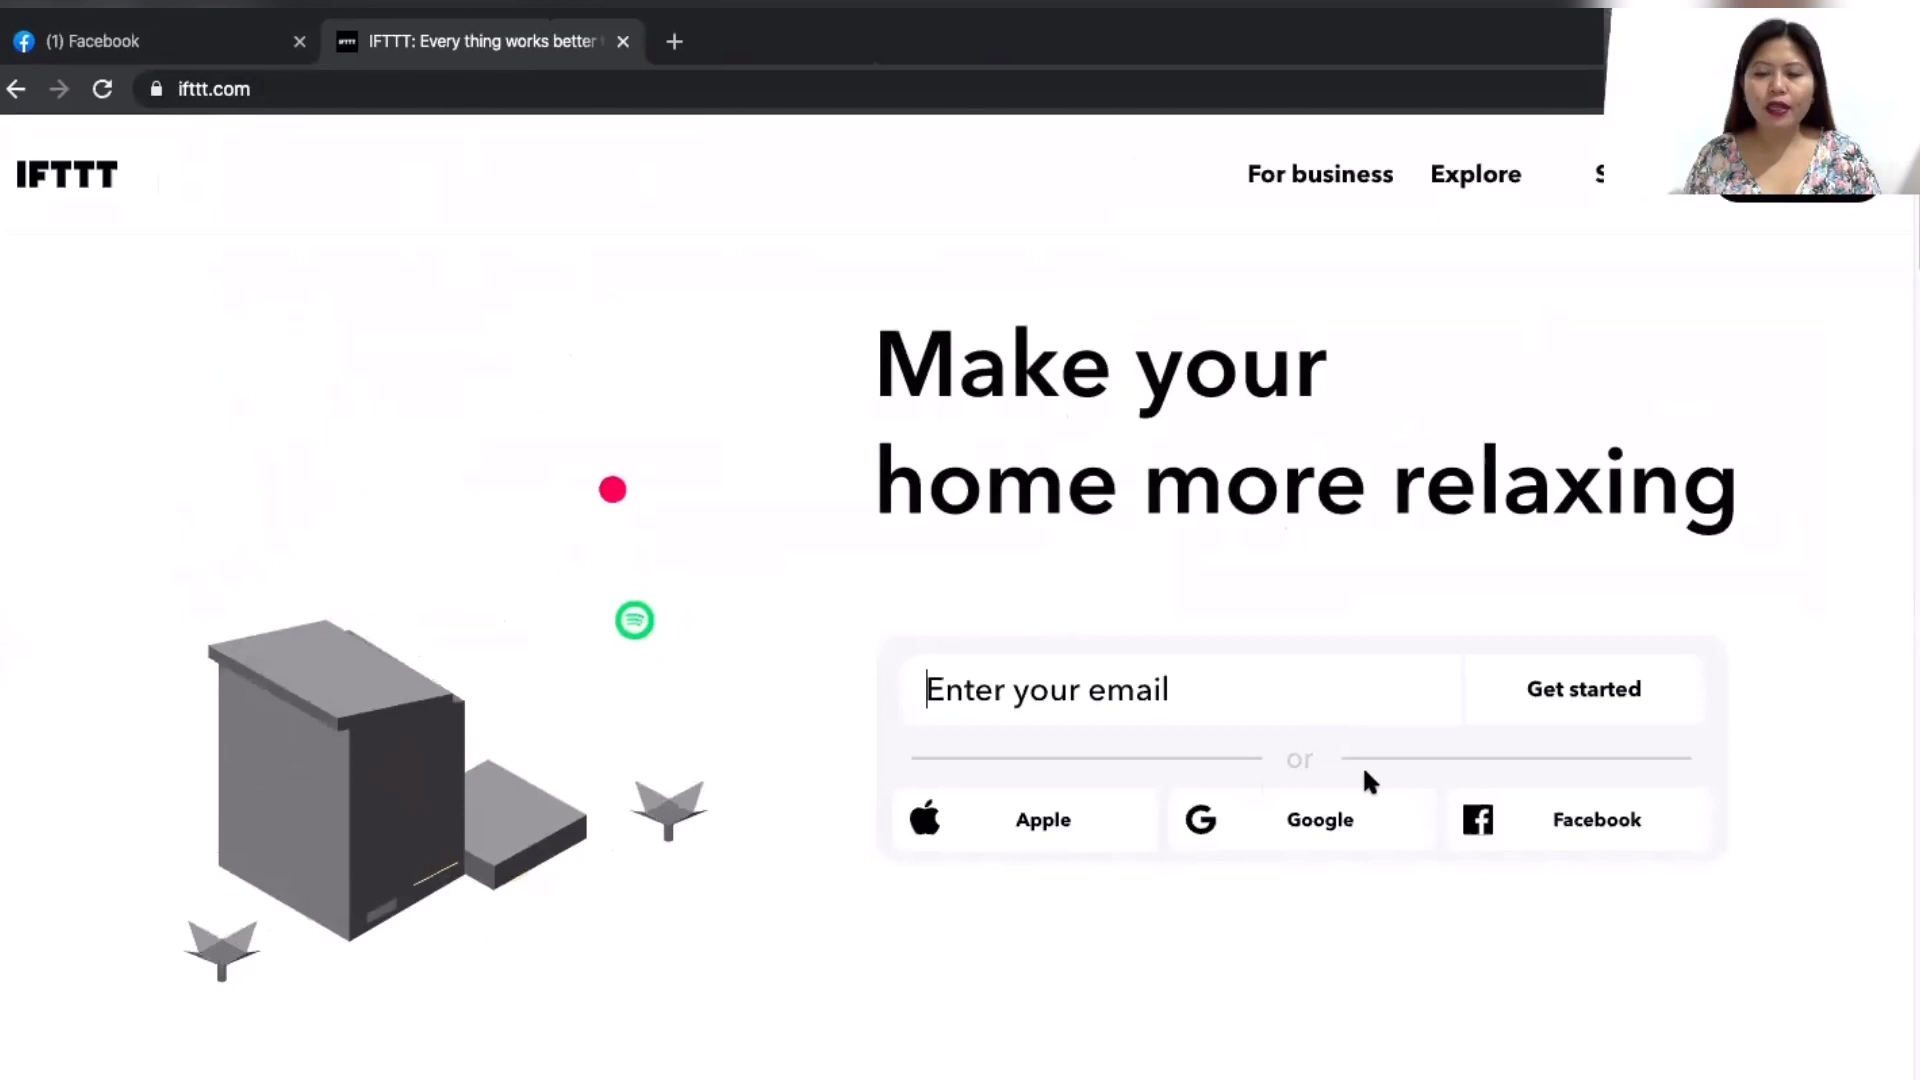 (1) Facebook
IFTTT: Every thing works better
ifttt.com
IFTTT
For business
Explore
S
Make your
home more relaxing
Enter your email
Get started
or
Apple
Google
Facebook